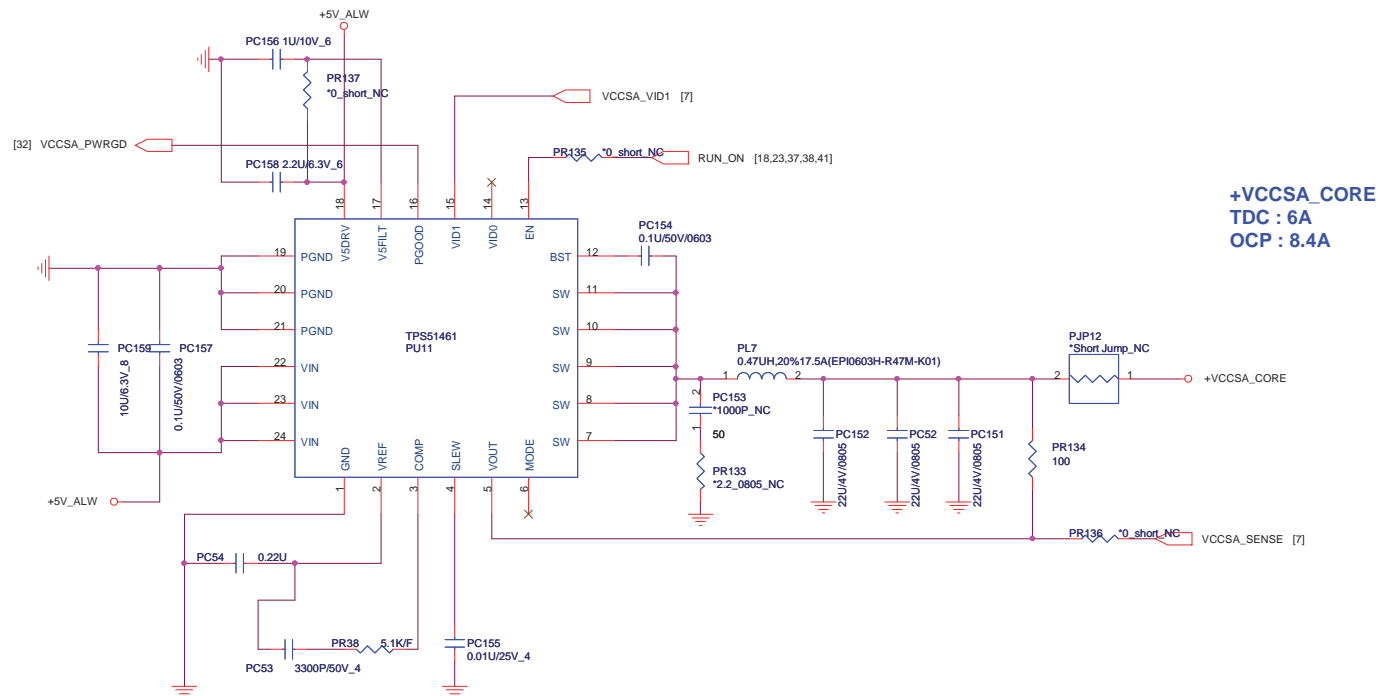 +5V_ALW
PC156 1U/10V_6
PR137
*0_short_NC
VCCSA_VID1 [7]
[32] VCCSA_PWRGD
PC158 2.2U/6.3V_6
PR135 *0_short_NC
RUN_ON [18,23,37,38,41]
+VCCSA_CORE
TDC : 6A
OCP : 8.4A
18
17
16
15
14
13
V5DRV
V5FILT
PGOOD
VID1
VID0
EN
PC154
0.1U/50V/0603
19 PGND
BST 12
20 PGND
SW 11
21 PGND
SW 10
TPS51461
PU11
22 VIN
SW 9
23 VIN
SW 8
24 VIN
SW 7
PC159
10U/6.3V_8
PC157
0.1U/50V/0603
PL7
0.47UH,20%17.5A(EPI0603H-R47M-K01)
1
2
PJP12
*Short Jump_NC
2
1
+VCCSA_CORE
2
PC153
*1000P_NC
1
50
PR133
*2.2_0805_NC
PC152
22U/4V/0805
PC52
22U/4V/0805
PC151
22U/4V/0805
PR134
100
GND
VREF
COMP
SLEW
VOUT
MODE
1
2
3
4
5
6
+5V_ALW
PR136 *0_short_NC
VCCSA_SENSE [7]
PC54
0.22U
PR38
5.1K/F
PC53
3300P/50V_4
PC155
0.01U/25V_4